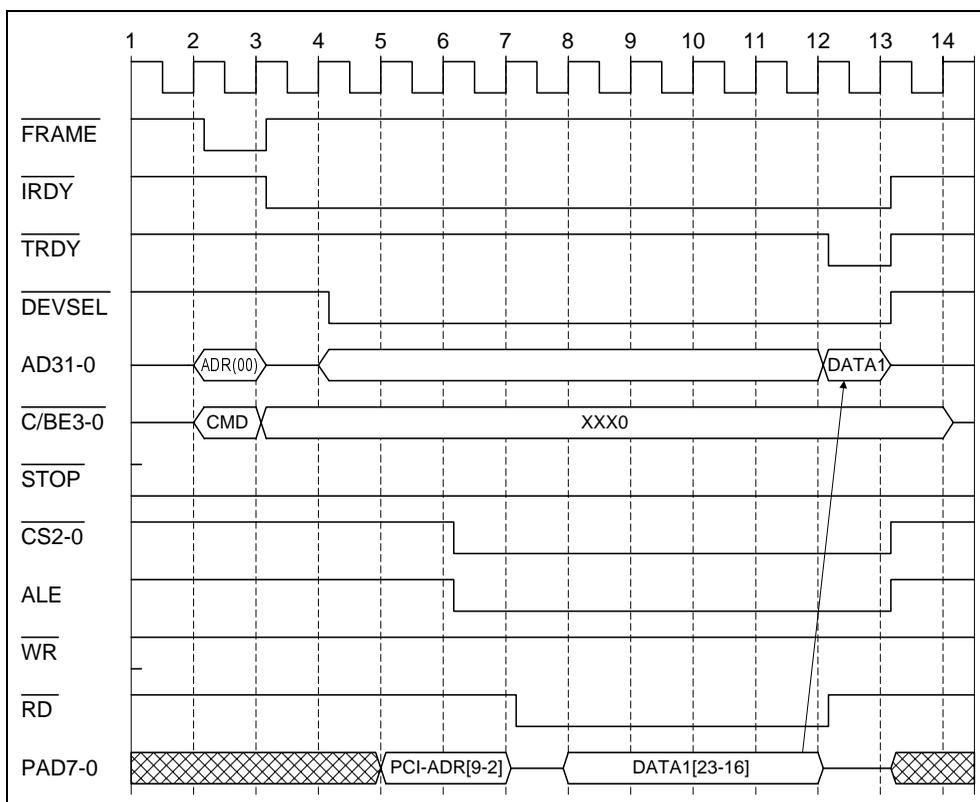 1 2 3 4 5 6 7 8 9 10 11 12 13 14
FRAME
IRDY
TRDY
DEVSEL
AD31-0 ADR(00) DATA1
C/BE3-0 CMD XXX0
STOP
CS2-0
ALE
WR
RD
PAD7-0 PCI-ADR[9-2] DATA1[23-16]